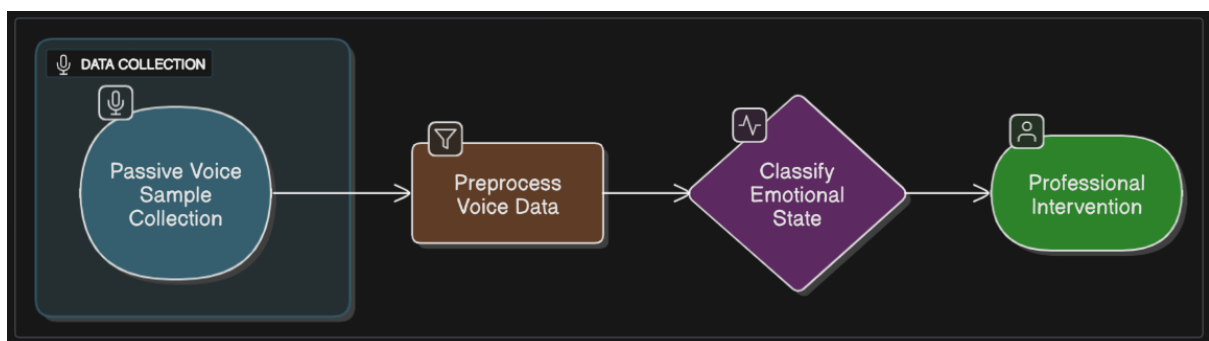 DATA COLLECTION
Passive Voice
Sample
Collection
Preprocess
Voice Data
Classify
Emotional
State
Professional
Intervention